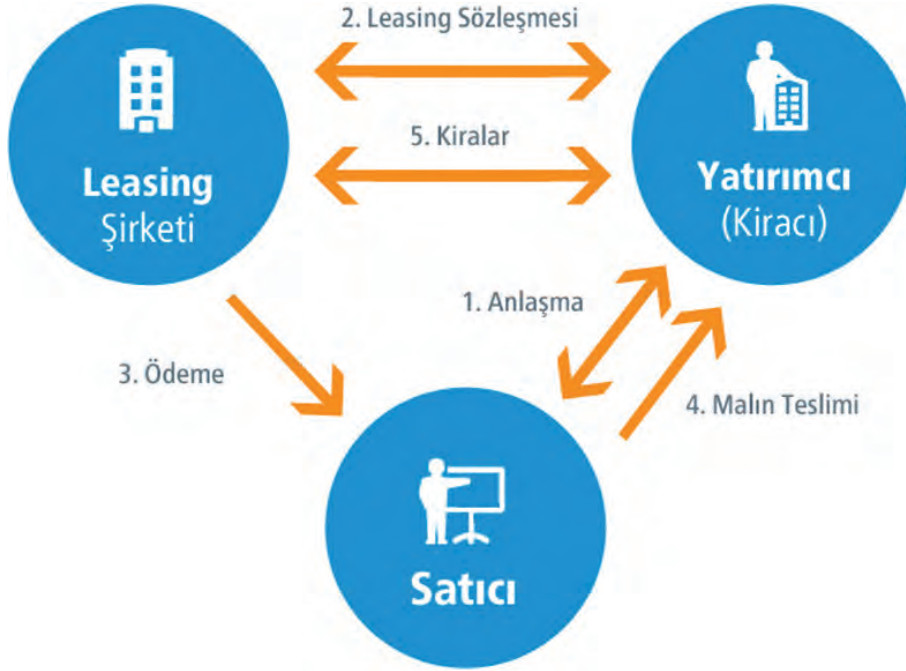 2. Leasing Sözleşmesi
5. Kiralar
Leasing
Şirketi
Yatırımcı
(Kiracı)
1. Anlaşma
3. Ödeme
4. Malın Teslimi
Satıcı